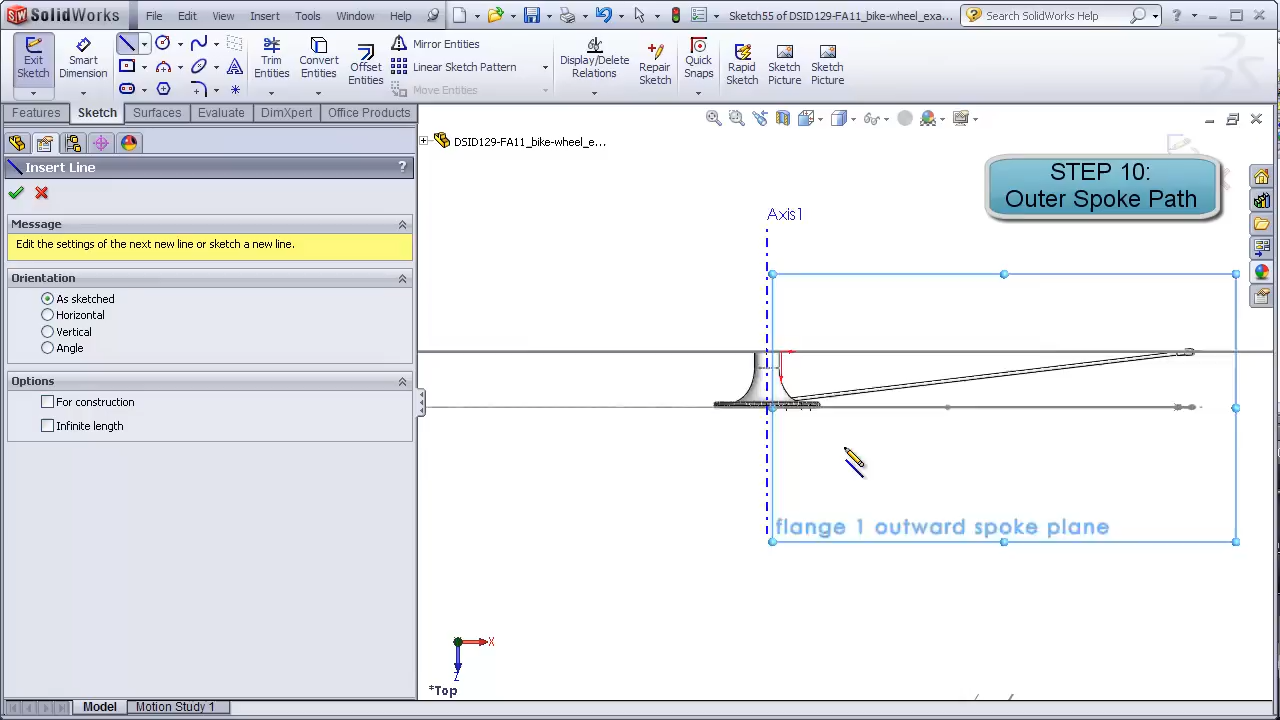 SolidWorks File Edit View Insert Tools Window Help Sketch55 of DSID129-FA11_bike-wheel_exa... Search SolidWorks Help
Exit Sketch
Smart Dimension
Trim Entities
Convert Entities
Offset Entities
Mirror Entities
Linear Sketch Pattern
Move Entities
Display/Delete Relations
Repair Sketch
Quick Snaps
Rapid Sketch
Sketch Picture
Sketch Picture
Features Sketch Surfaces Evaluate DimXpert Office Products
DSID129-FA11_bike-wheel_e...
Insert Line ?
Message
Edit the settings of the next new line or sketch a new line.
Orientation
As sketched
Horizontal
Vertical
Angle
Options
For construction
Infinite length
STEP 10:
Outer Spoke Path
Axis1
flange 1 outward spoke plane
X
Z
*Top
Model Motion Study 1